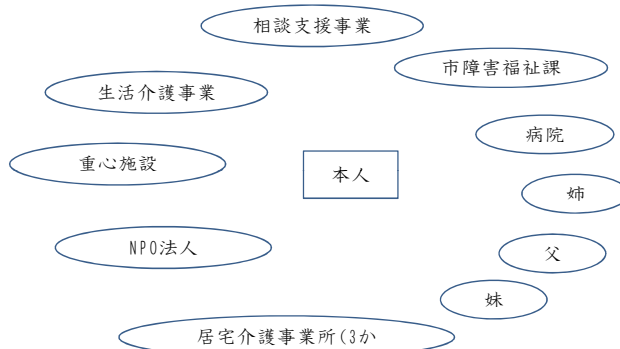 相談支援事業
市障害福祉課
生活介護事業
病院
重心施設
本人
姉
NPO法人
父
妹
居宅介護事業所(3か